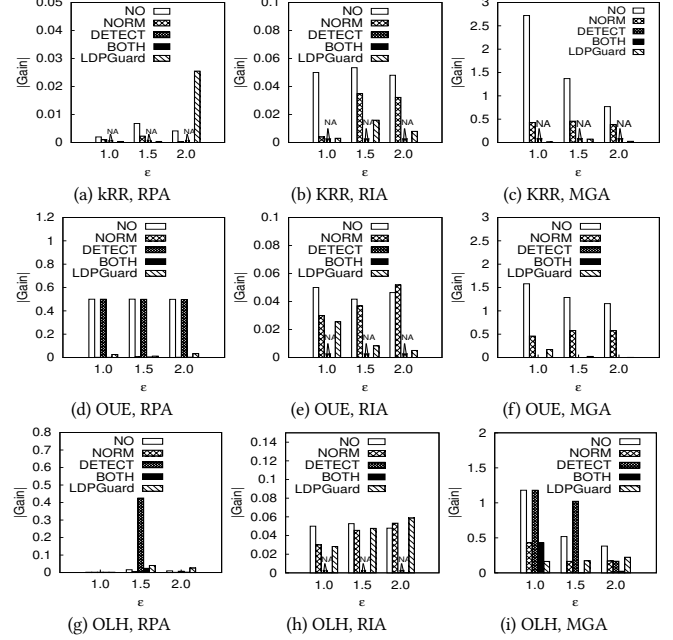 |Gain|
0.05
0.04
0.03
0.02
0.01
0
NO
NORM
DETECT
BOTH
LDPGuard
NA NA NA
1.0 1.5 2.0
ε
(a) kRR, RPA
|Gain|
0.1
0.08
0.06
0.04
0.02
0
NO
NORM
DETECT
BOTH
LDPGuard
NA NA NA
1.0 1.5 2.0
ε
(b) KRR, RIA
|Gain|
3
2.5
2
1.5
1
0.5
0
NO
NORM
DETECT
BOTH
LDPGuard
NA NA NA
1.0 1.5 2.0
ε
(c) KRR, MGA
|Gain|
1.2
1
0.8
0.6
0.4
0.2
0
NO
NORM
DETECT
BOTH
LDPGuard
1.0 1.5 2.0
ε
(d) OUE, RPA
|Gain|
0.1
0.08
0.06
0.04
0.02
0
NO
NORM
DETECT
BOTH
LDPGuard
NA NA NA
1.0 1.5 2.0
ε
(e) OUE, RIA
|Gain|
3
2.5
2
1.5
1
0.5
0
NO
NORM
DETECT
BOTH
LDPGuard
1.0 1.5 2.0
ε
(f) OUE, MGA
|Gain|
0.8
0.7
0.6
0.5
0.4
0.3
0.2
0.1
0
NO
NORM
DETECT
BOTH
LDPGuard
1.0 1.5 2.0
ε
(g) OLH, RPA
|Gain|
0.14
0.12
0.1
0.08
0.06
0.04
0.02
0
NO
NORM
DETECT
BOTH
LDPGuard
NA NA NA
1.0 1.5 2.0
ε
(h) OLH, RIA
|Gain|
2
1.5
1
0.5
0
NO
NORM
DETECT
BOTH
LDPGuard
1.0 1.5 2.0
ε
(i) OLH, MGA